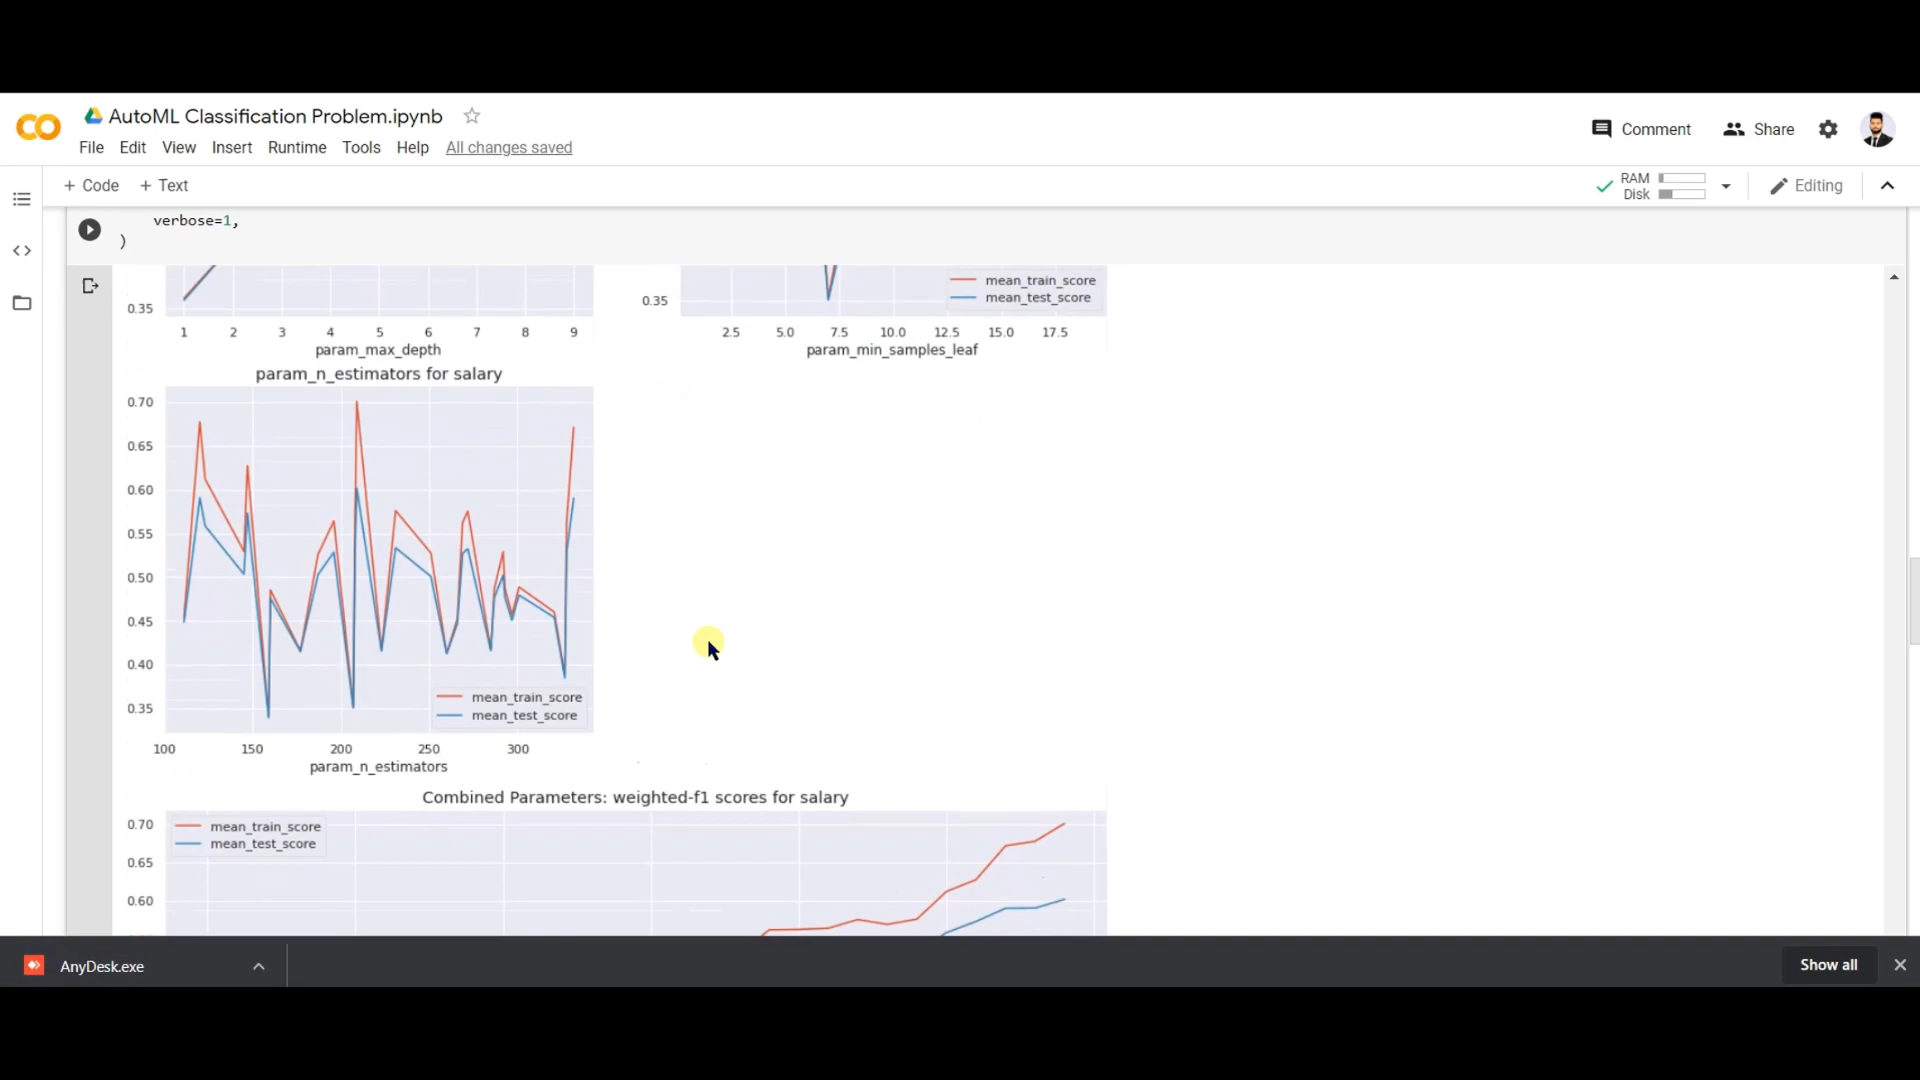 AutoML Classification Problem.ipynb
File Edit View Insert Runtime Tools Help All changes saved
Comment Share
+ Code + Text
RAM
Disk
Editing
verbose=1,
)
0.35
1 2 3 4 5 6 7 8 9
param_max_depth
0.35
mean_train_score
mean_test_score
2.5 5.0 7.5 10.0 12.5 15.0 17.5
param_min_samples_leaf
param_n_estimators for salary
0.70
0.65
0.60
0.55
0.50
0.45
0.40
0.35
mean_train_score
mean_test_score
100 150 200 250 300
param_n_estimators
Combined Parameters: weighted-f1 scores for salary
0.70
0.65
0.60
mean_train_score
mean_test_score
AnyDesk.exe
Show all